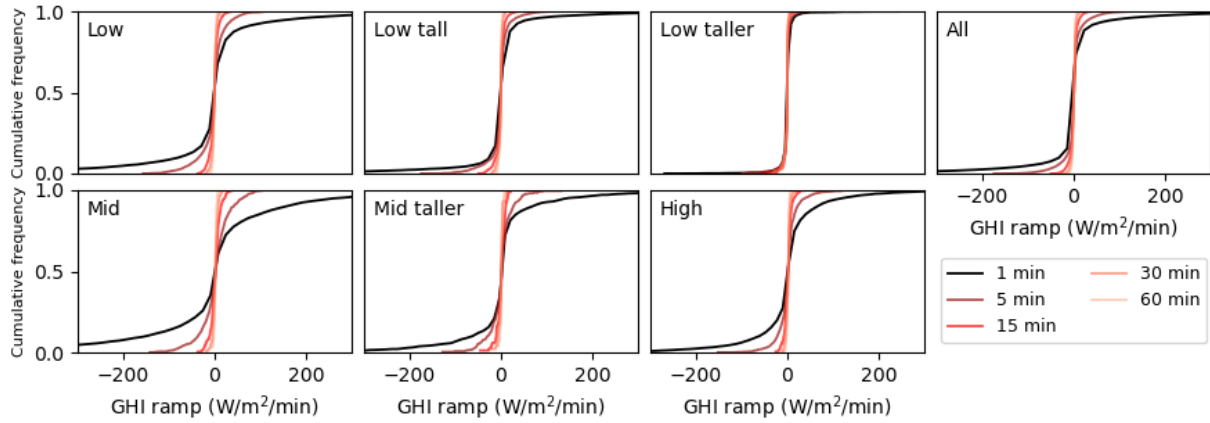 Cumulative frequency
1.0
0.5
0.0
Low
Low tall
Low taller
All
−200 0 200
GHI ramp (W/m²/min)
Cumulative frequency
1.0
0.5
0.0
Mid
Mid taller
High
−200 0 200
−200 0 200
−200 0 200
GHI ramp (W/m²/min)
GHI ramp (W/m²/min)
GHI ramp (W/m²/min)
1 min
5 min
15 min
30 min
60 min